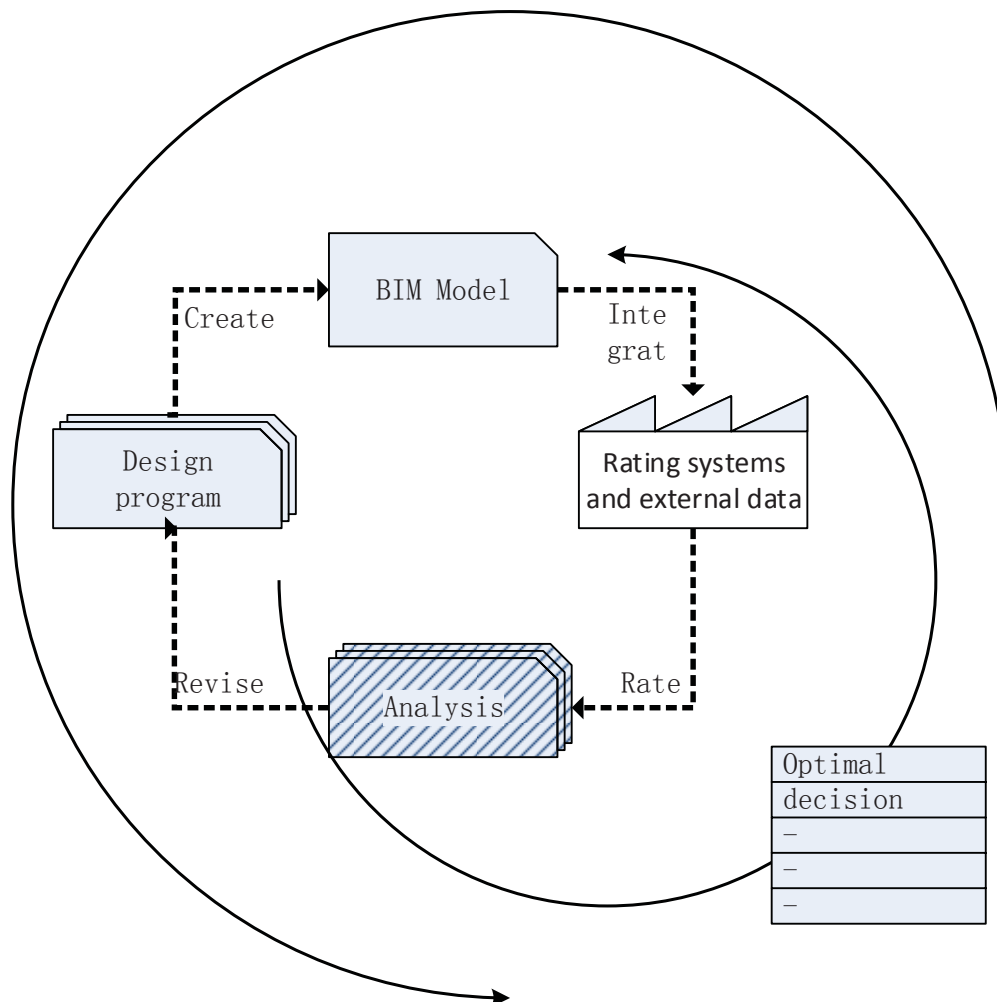 BIM Model
Create
Inte
grat
Design
program
Rating systems
and external data
Revise
Analysis
Rate
Optimal
decision
–
–
–